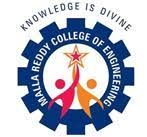 KNOWLEDGE IS DIVINE
MALLA REDDY COLLEGE OF ENGINEERING